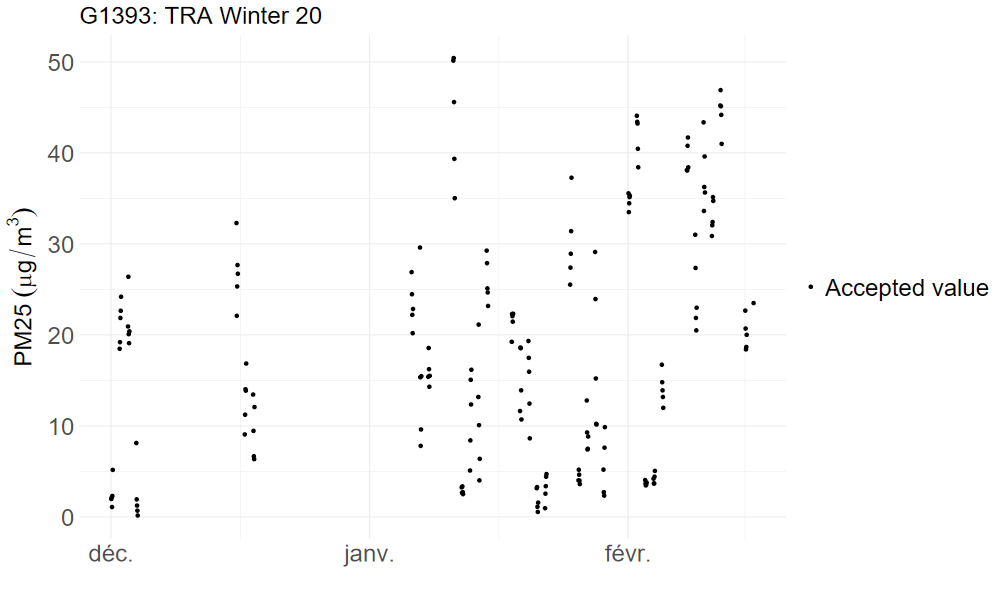 G1393: TRA Winter 20
50
40
30
20
10
0
PM25 (μg/m³)
déc.
janv.
févr.
Accepted value